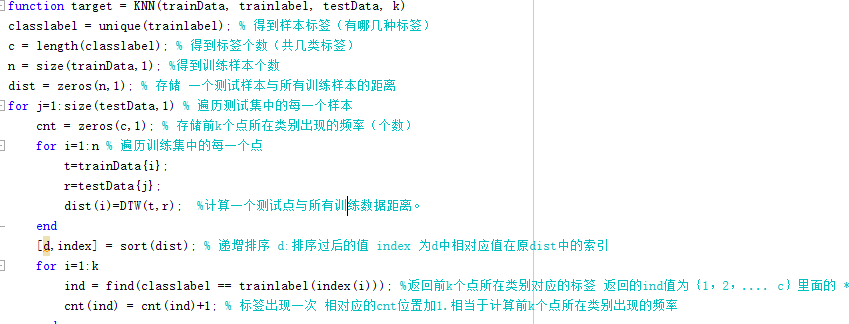 function target = KNN(trainData, trainlabel, testData, k)
classlabel = unique(trainlabel); % 得到样本标签（有哪几种标签）
c = length(classlabel); % 得到标签个数（共几类标签）
n = size(trainData,1); %得到训练样本个数
dist = zeros(n,1); % 存储 一个测试样本与所有训练样本的距离
for j=1:size(testData,1) % 遍历测试集中的每一个样本
cnt = zeros(c,1); % 存储前k个点所在类别出现的频率（个数）
for i=1:n % 遍历训练集中的每一个点
t=trainData{i};
r=testData{j};
dist(i)=DTW(t,r); %计算一个测试点与所有训练数据距离。
end
[d,index] = sort(dist); % 递增排序 d:排序过后的值 index 为d中相对应值在原dist中的索引
for i=1:k
ind = find(classlabel == trainlabel(index(i))); %返回前k个点所在类别对应的标签 返回的ind值为{1, 2, .... c}里面的 *
cnt(ind) = cnt(ind)+1; % 标签出现一次 相对应的cnt位置加1.相当于计算前k个点所在类别出现的频率